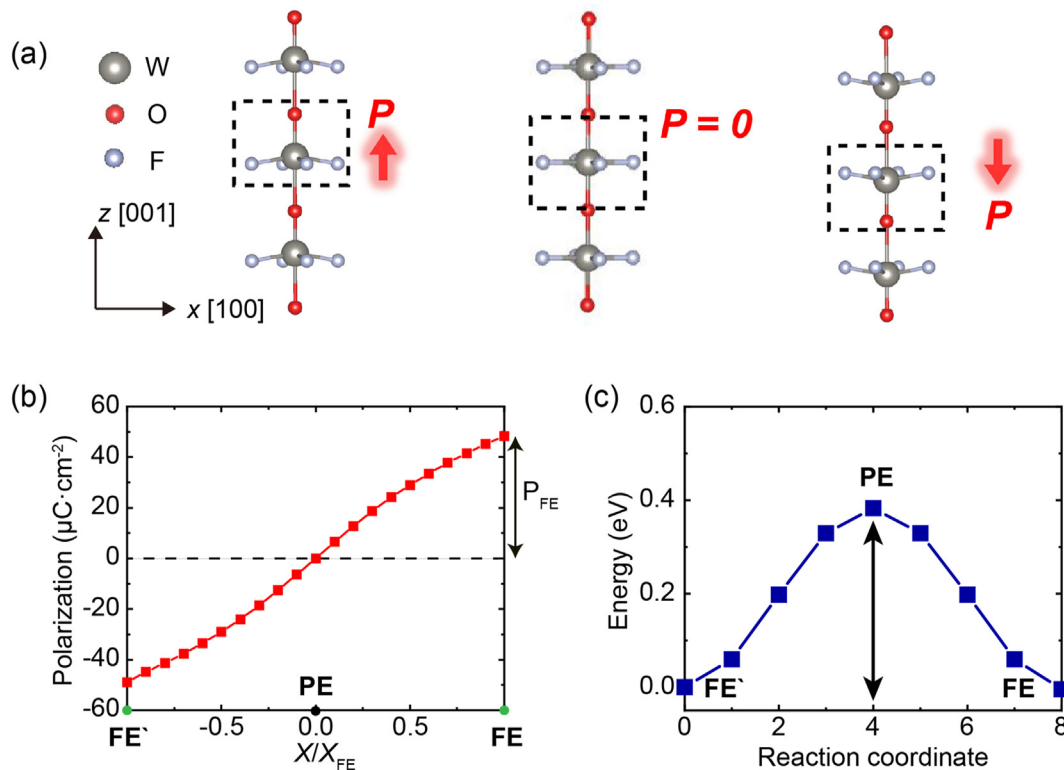 (a)
W
O
F
P
P = 0
P
z [001]
x [100]
(b)
60
40
20
0
-20
-40
-60
Polarization (μC·cm-2)
PFE
PE
FE`
-0.5
0.0
0.5
FE
X/XFE
(c)
0.6
0.4
0.2
0.0
Energy (eV)
PE
FE`
FE
0
2
4
6
8
Reaction coordinate